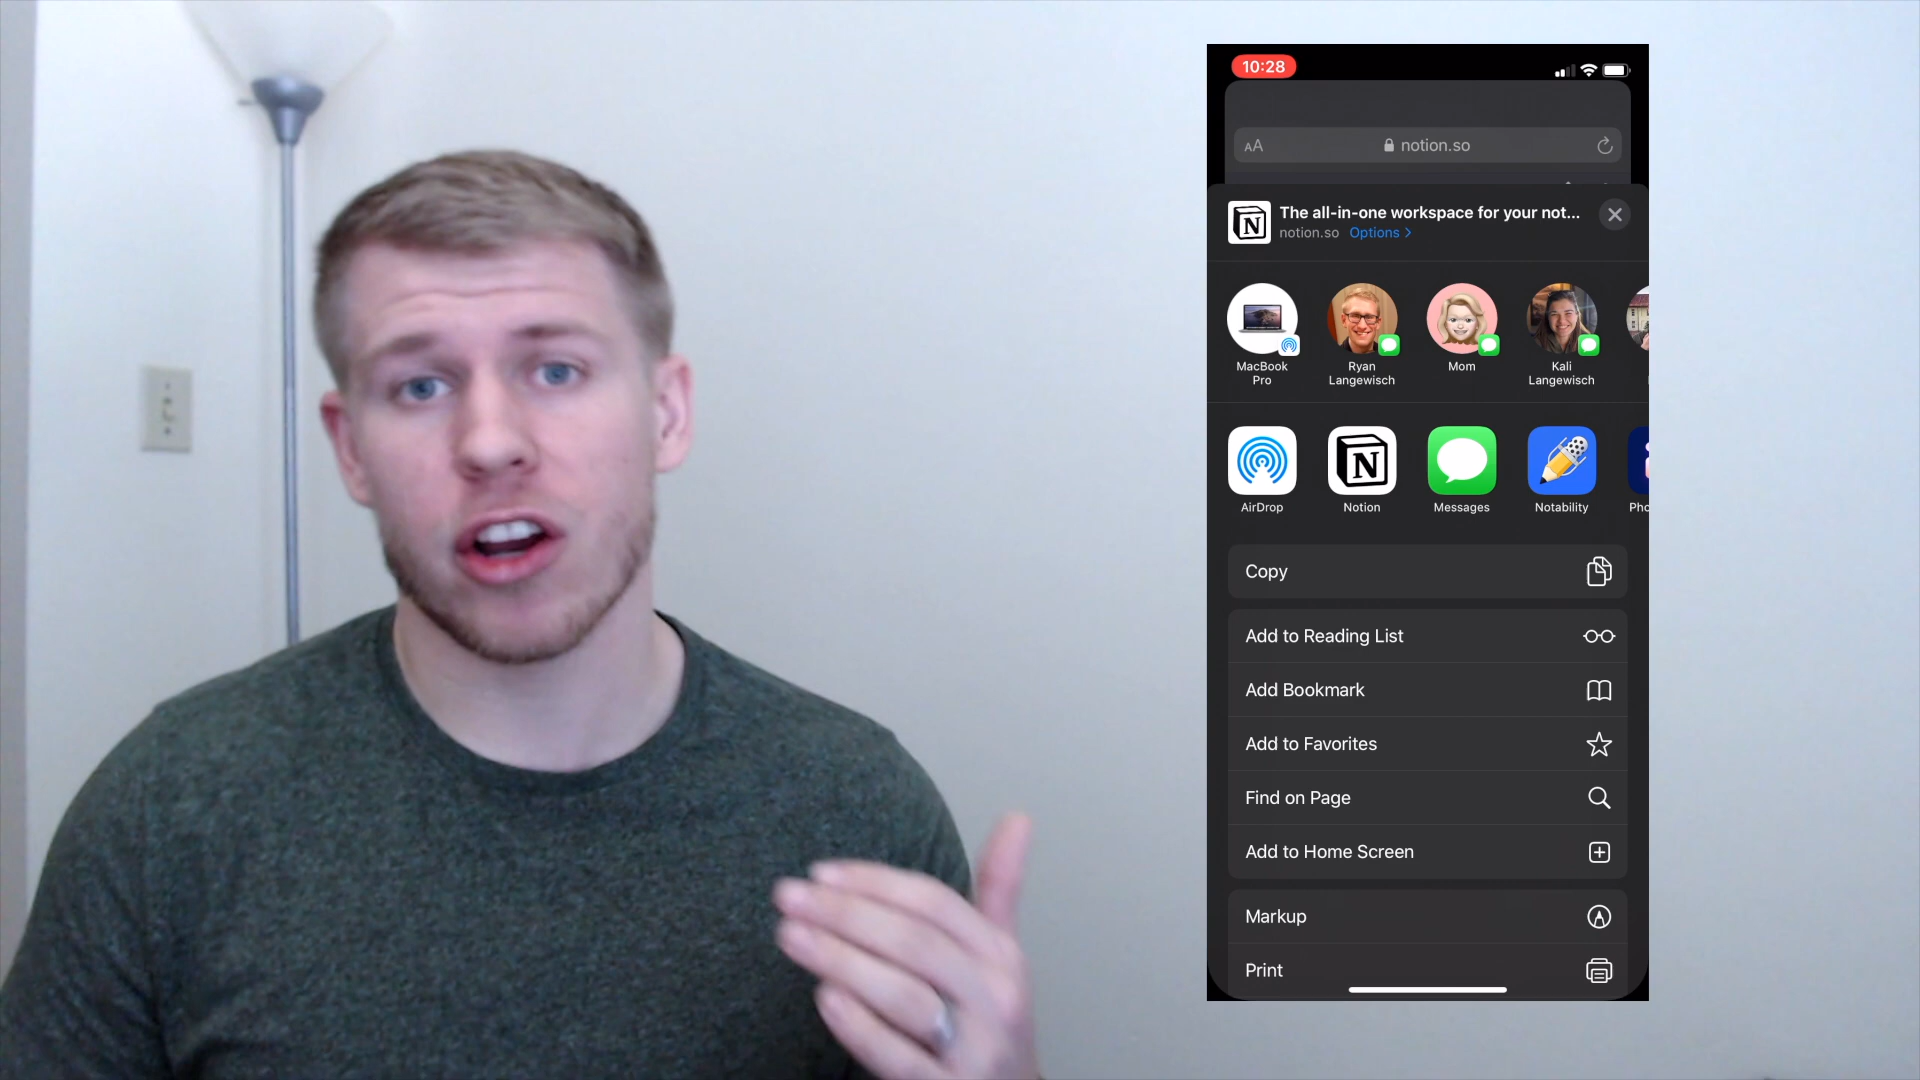 10:28
AA notion.so
The all-in-one workspace for your not...
notion.so Options >
MacBook Pro
Ryan Langewisch
Mom
Kali Langewisch
AirDrop
Notion
Messages
Notability
Pho
Copy
Add to Reading List
Add Bookmark
Add to Favorites
Find on Page
Add to Home Screen
Markup
Print